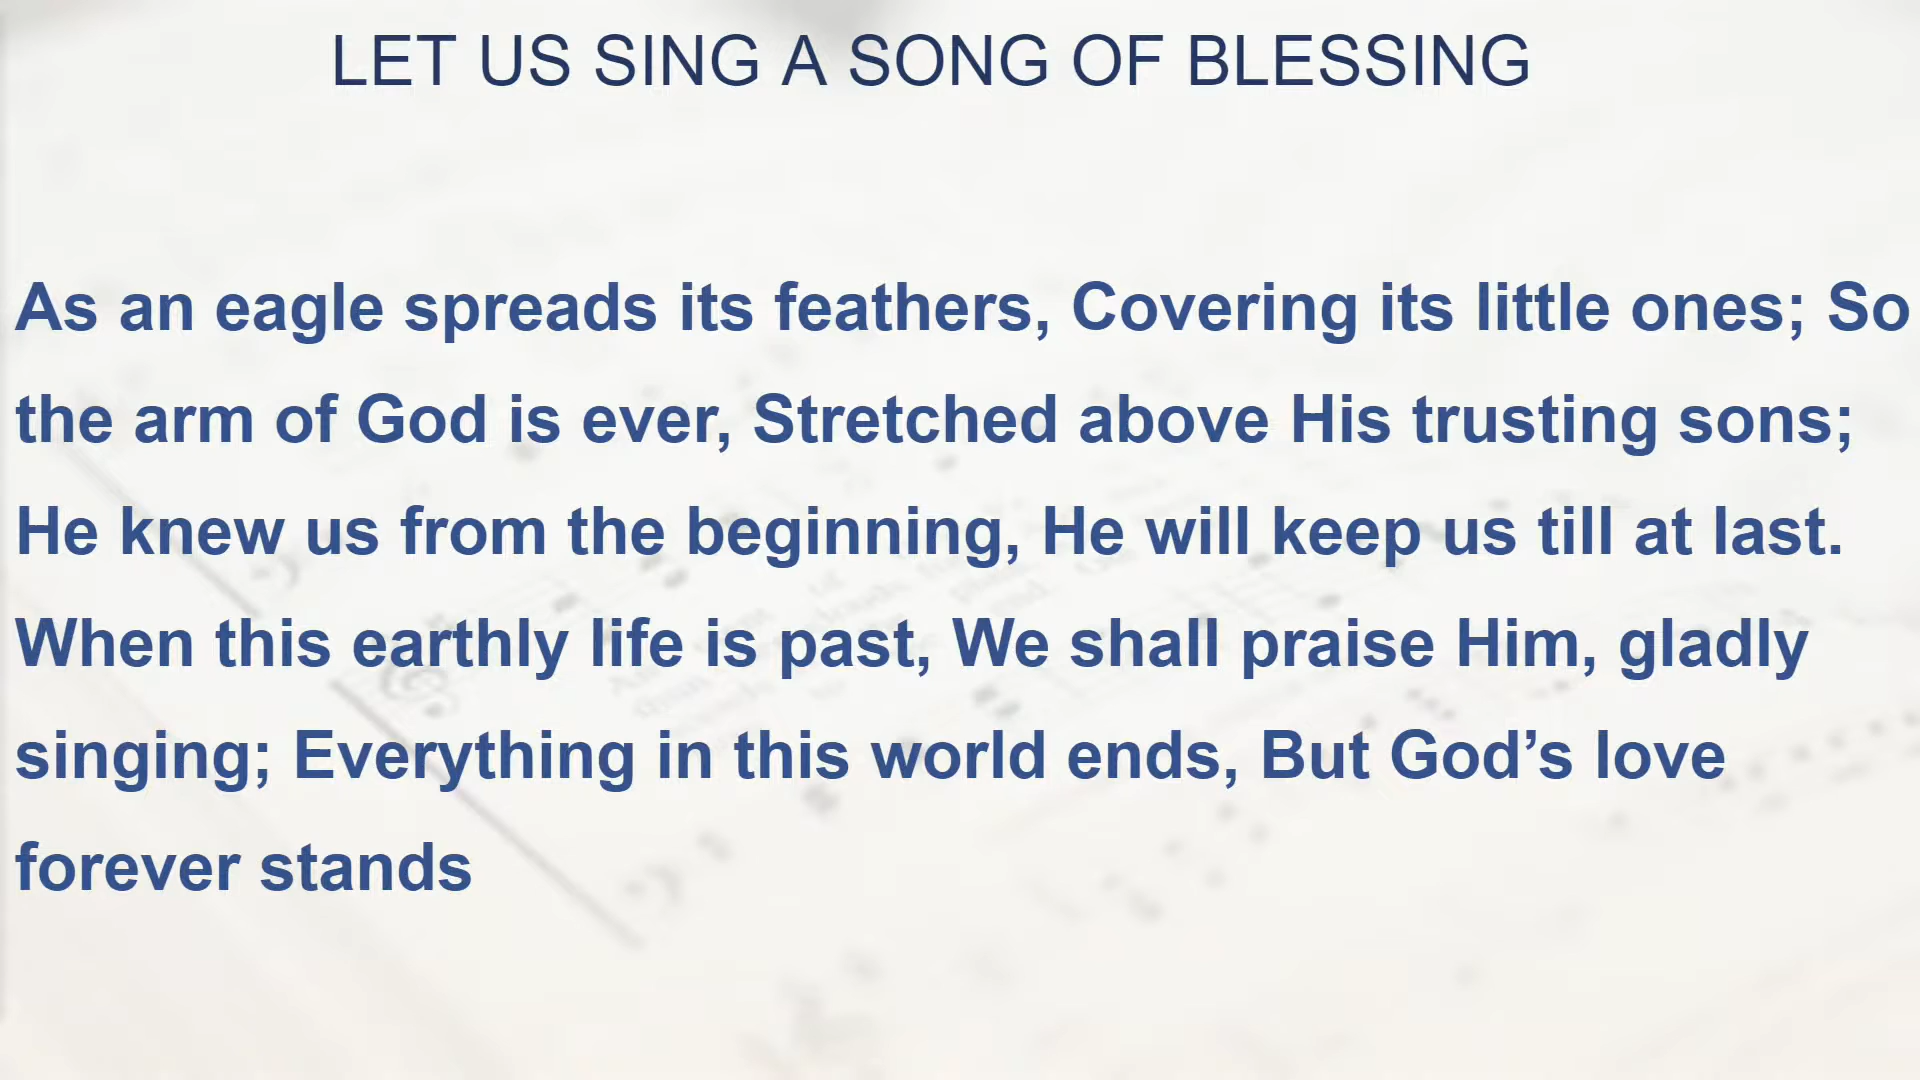 LET US SING A SONG OF BLESSING
As an eagle spreads its feathers, Covering its little ones; So
the arm of God is ever, Stretched above His trusting sons;
He knew us from the beginning, He will keep us till at last.
When this earthly life is past, We shall praise Him, gladly
singing; Everything in this world ends, But God’s love
forever stands